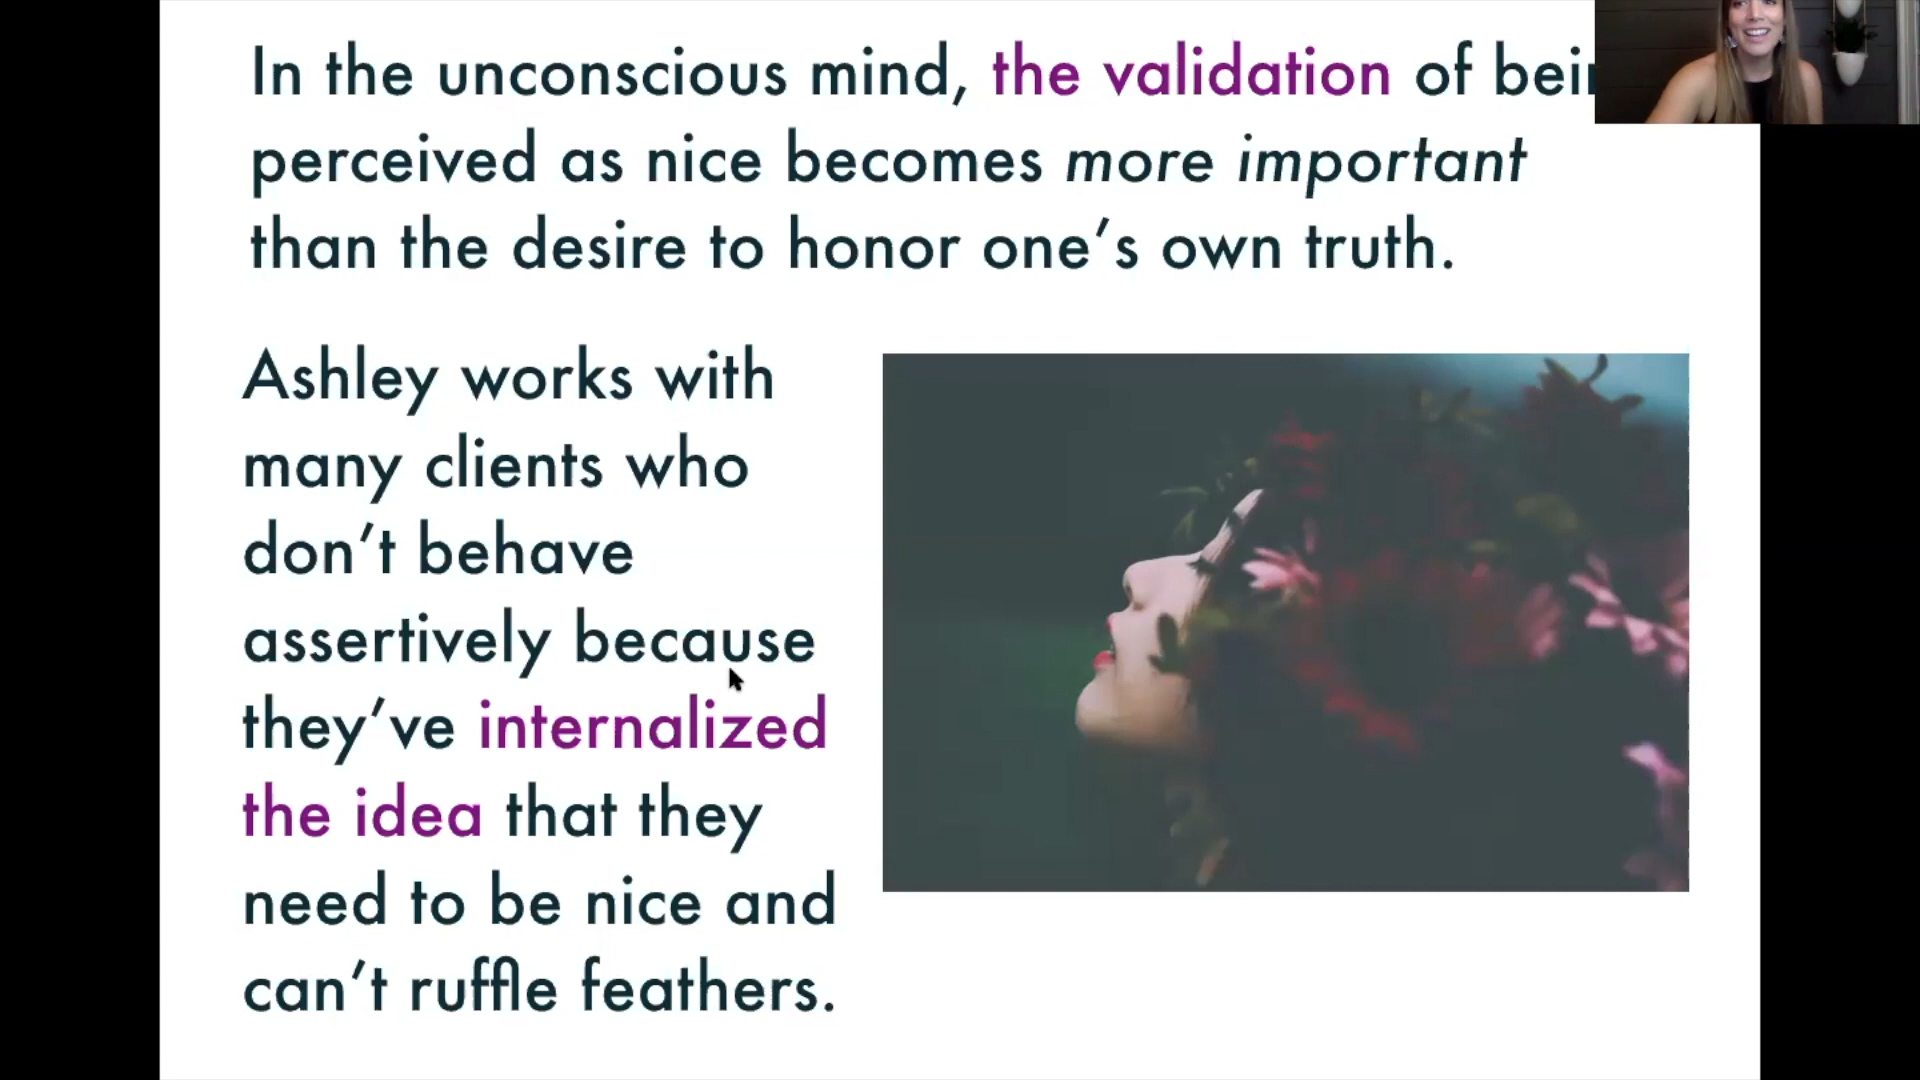 In the unconscious mind, the validation of bei
perceived as nice becomes more important
than the desire to honor one’s own truth.
Ashley works with
many clients who
don’t behave
assertively because
they’ve internalized
the idea that they
need to be nice and
can’t ruffle feathers.